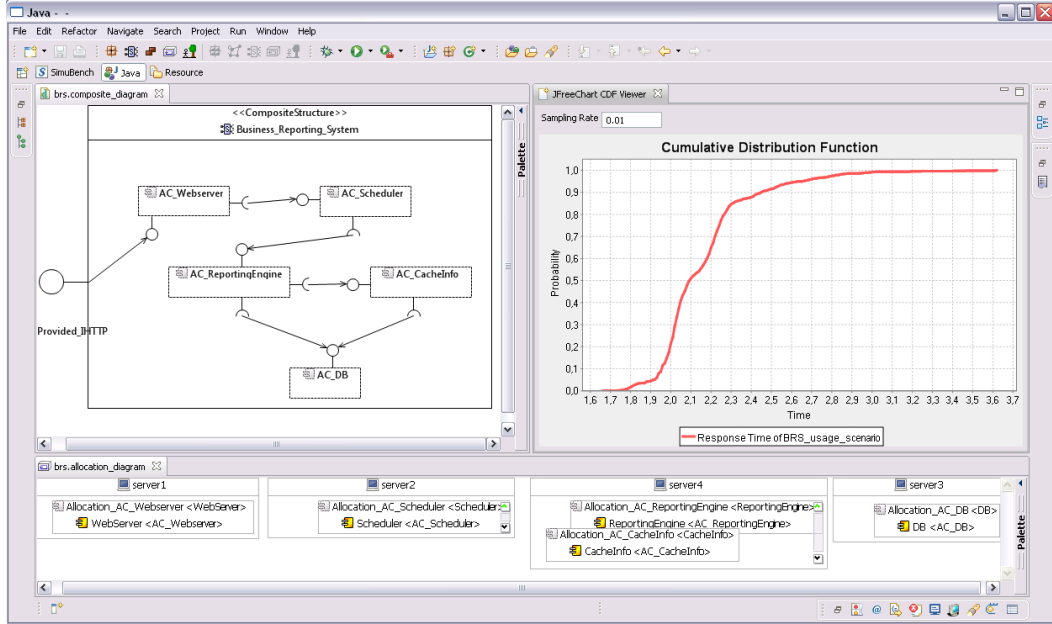 Java - -
File Edit Refactor Navigate Search Project Run Window Help
SimuBench Java Resource
brs.composite_diagram
<<CompositeStructure>>
Business_Reporting_System
AC_Webserver
AC_Scheduler
AC_ReportingEngine
AC_CacheInfo
Provided_IHTTP
AC_DB
Palette
JFreeChart CDF Viewer
Sampling Rate 0.01
Cumulative Distribution Function
Probability
1,0
0,9
0,8
0,7
0,6
0,5
0,4
0,3
0,2
0,1
0,0
1,6 1,7 1,8 1,9 2,0 2,1 2,2 2,3 2,4 2,5 2,6 2,7 2,8 2,9 3,0 3,1 3,2 3,3 3,4 3,5 3,6 3,7
Time
Response Time of BRS_usage_scenario
brs.allocation_diagram
server1
Allocation_AC_Webserver <WebServer>
WebServer <AC_Webserver>
server2
Allocation_AC_Scheduler <Scheduler>
Scheduler <AC_Scheduler>
server4
Allocation_AC_ReportingEngine <ReportingEngine>
ReportingEngine <AC_ReportingEngine>
Allocation_AC_CacheInfo <CacheInfo>
CacheInfo <AC_CacheInfo>
server3
Allocation_AC_DB <DB>
DB <AC_DB>
Palette